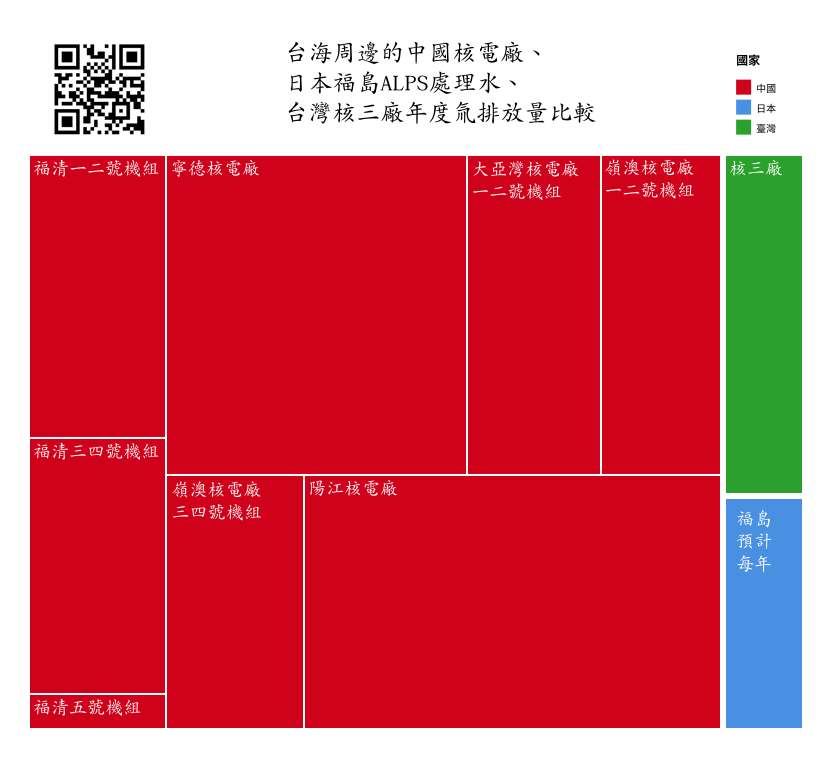 台海周邊的中國核電廠、
日本福島ALPS處理水、
台灣核三廠年度氚排放量比較
國家
中國
日本
臺灣
福清一二號機組
寧德核電廠
大亞灣核電廠
一二號機組
嶺澳核電廠
一二號機組
核三廠
福清三四號機組
嶺澳核電廠
三四號機組
陽江核電廠
福島
預計
每年
福清五號機組